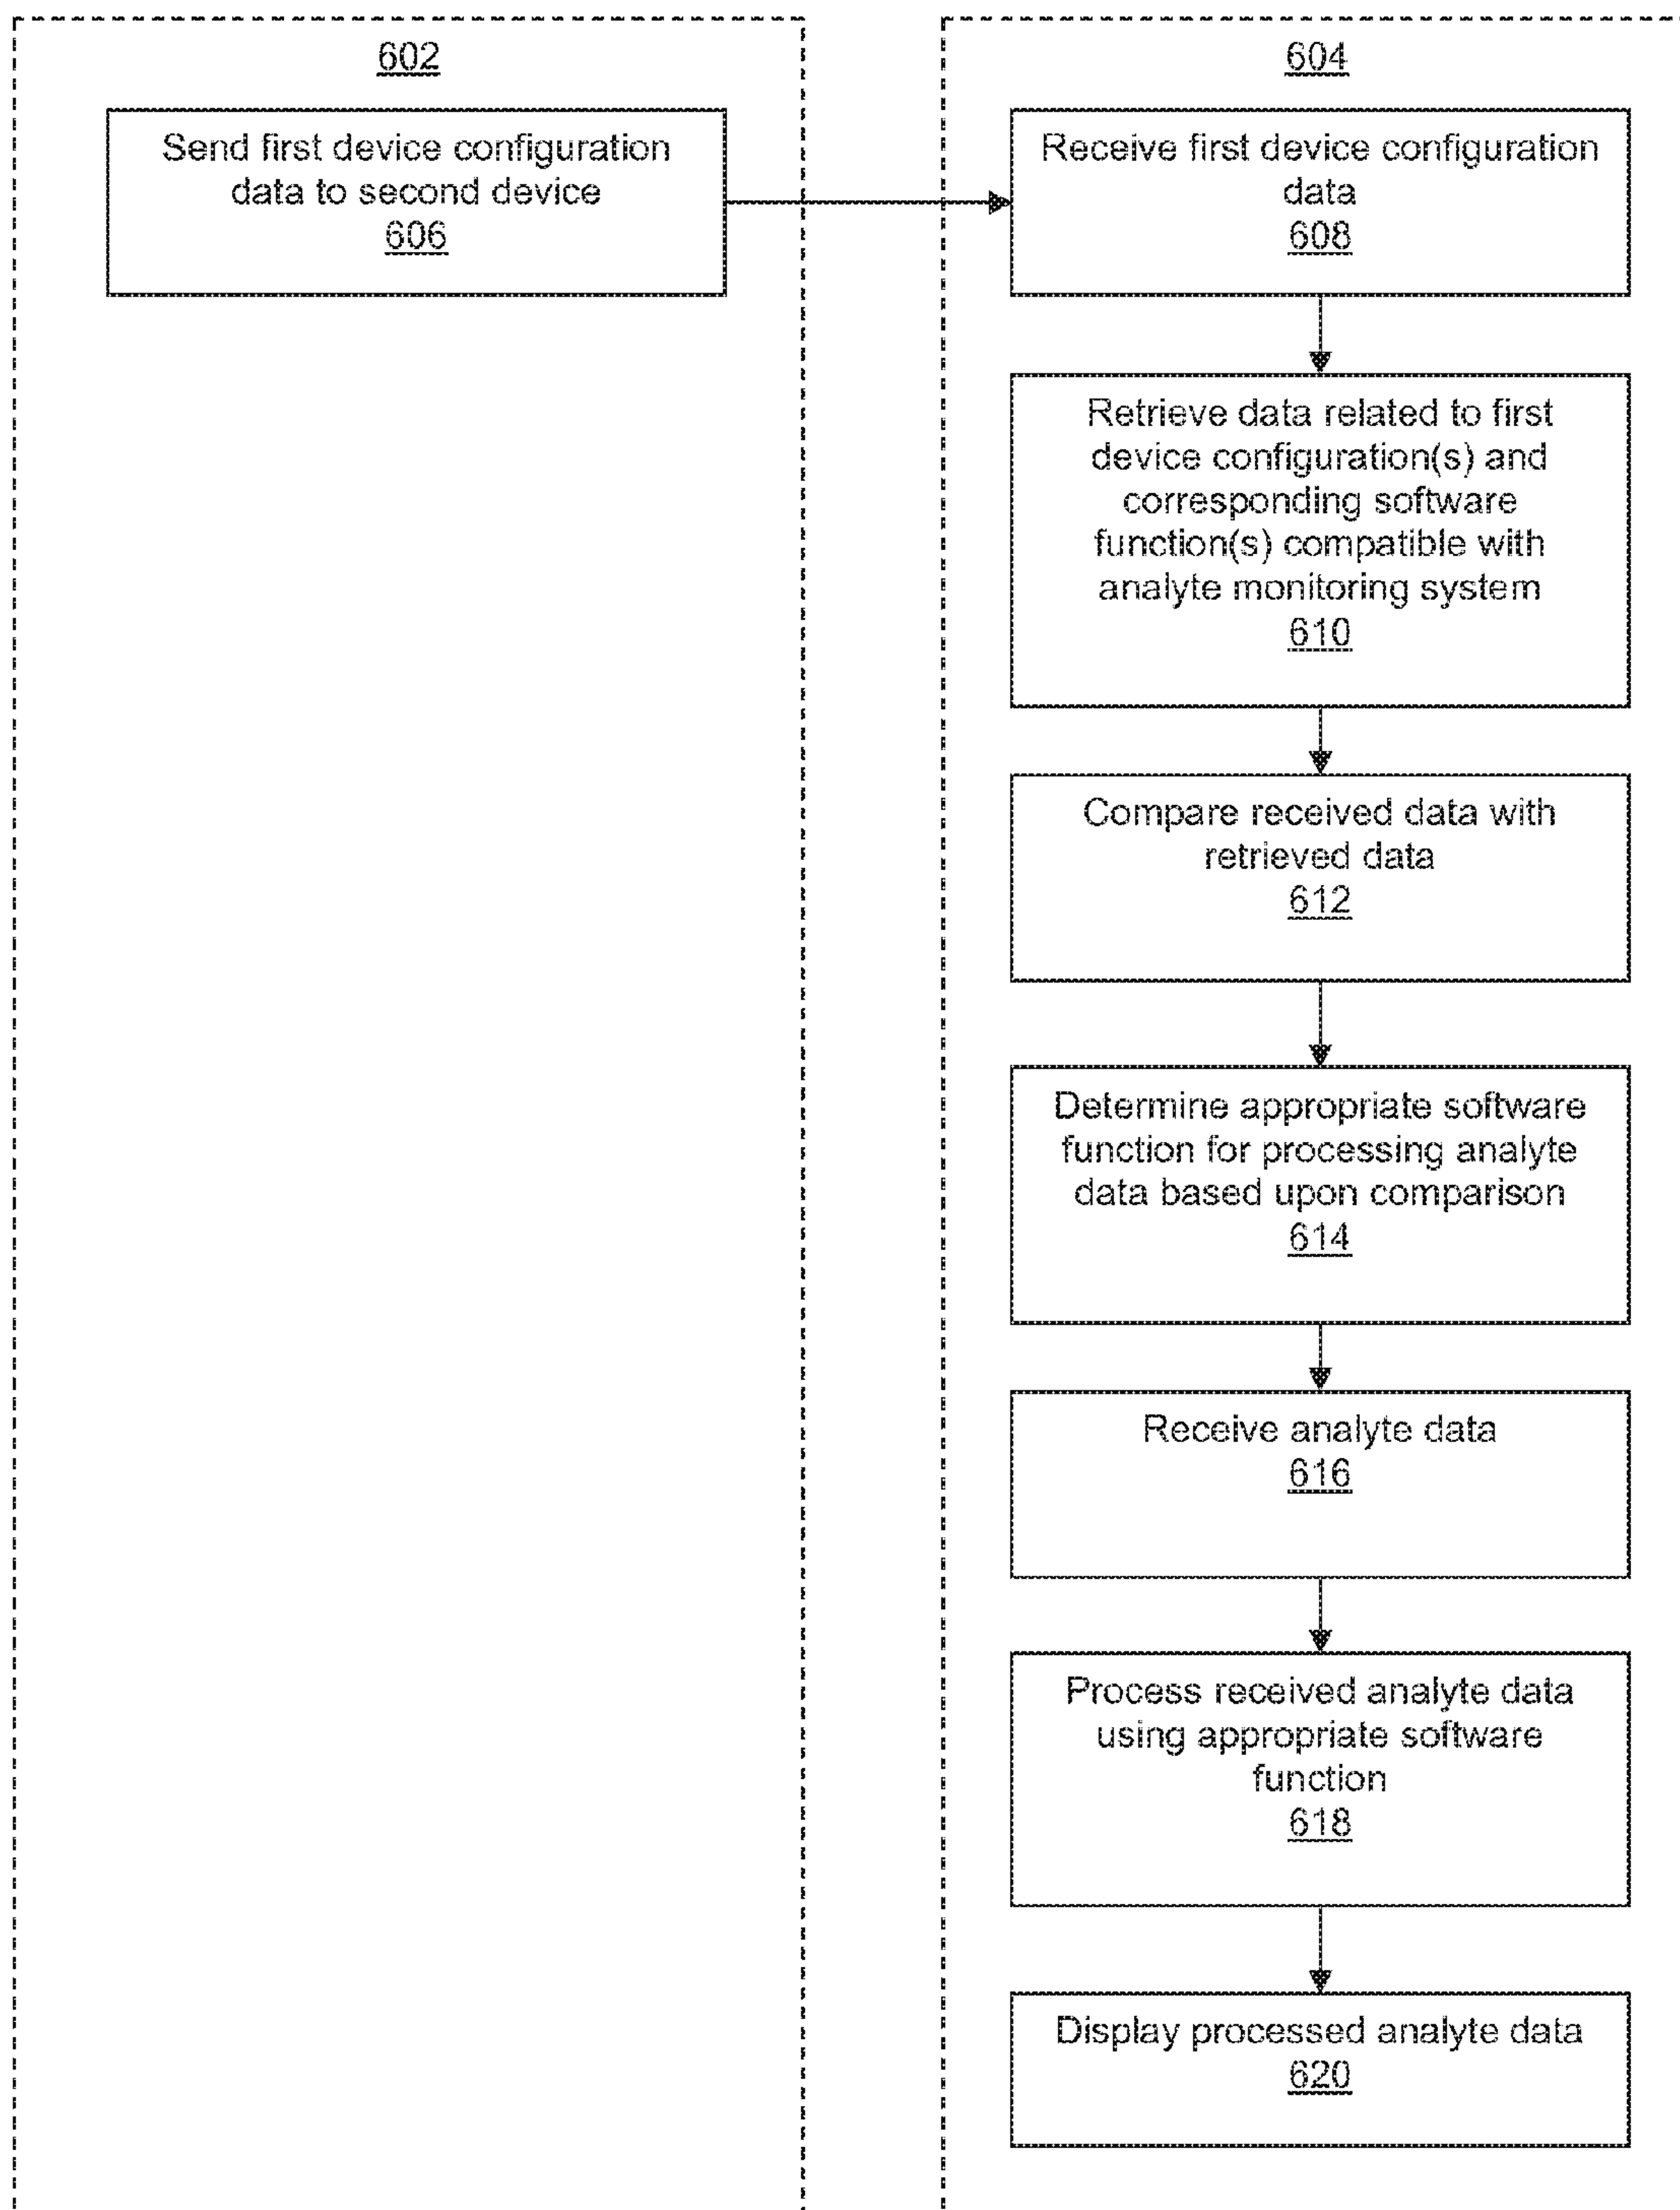 602
Send first device configuration
data to second device
606
604
Receive first device configuration
data
608
Retrieve data related to first
device configuration(s) and
corresponding software
function(s) compatible with
analyte monitoring system
610
Compare received data with
retrieved data
612
Determine appropriate software
function for processing analyte
data based upon comparison
614
Receive analyte data
616
Process received analyte data
using appropriate software
function
618
Display processed analyte data
620